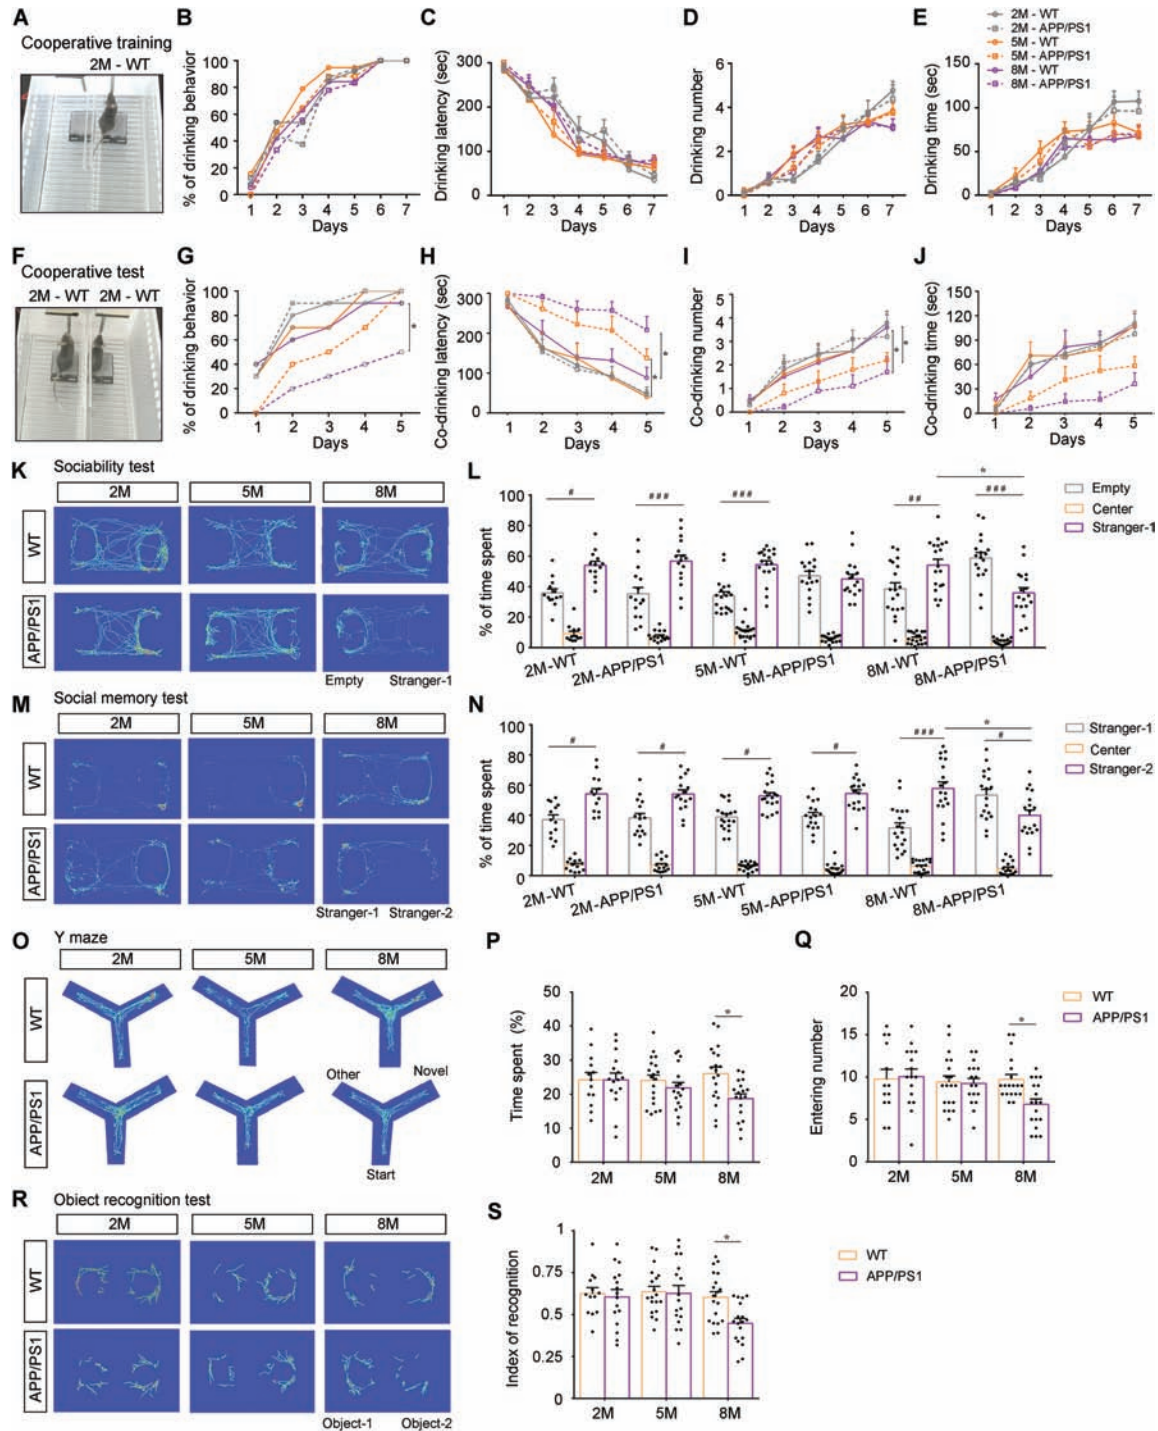 A
Cooperative training
2M - WT
B
% of drinking behavior
100
80
60
40
20
0
1 2 3 4 5 6 7
Days
C
Drinking latency (sec)
300
200
100
0
1 2 3 4 5 6 7
Days
D
Drinking number
6
4
2
0
1 2 3 4 5 6 7
Days
E
Drinking time (sec)
150
100
50
0
1 2 3 4 5 6 7
Days
2M - WT
2M - APP/PS1
5M - WT
5M - APP/PS1
8M - WT
8M - APP/PS1
F
Cooperative test
2M - WT 2M - WT
G
% of drinking behavior
100
80
60
40
20
0
1 2 3 4 5
Days
*
H
Co-drinking latency (sec)
300
200
100
0
1 2 3 4 5
Days
*
*
I
Co-drinking number
5
4
3
2
1
0
1 2 3 4 5
Days
*
*
J
Co-drinking time (sec)
150
120
90
60
30
0
1 2 3 4 5
Days
K
Sociability test
2M 5M 8M
WT
APP/PS1
Empty Stranger-1
L
% of time spent
100
80
60
40
20
0
# ### ### ## ### *
2M-WT 2M-APP/PS1 5M-WT 5M-APP/PS1 8M-WT 8M-APP/PS1
Empty
Center
Stranger-1
M
Social memory test
2M 5M 8M
WT
APP/PS1
Stranger-1 Stranger-2
N
% of time spent
100
80
60
40
20
0
# # # # ### # *
2M-WT 2M-APP/PS1 5M-WT 5M-APP/PS1 8M-WT 8M-APP/PS1
Stranger-1
Center
Stranger-2
O
Y maze
2M 5M 8M
WT
APP/PS1
Other Novel
Start
P
Time spent (%)
50
40
30
20
10
0
*
2M 5M 8M
Q
Entering number
20
15
10
5
0
*
2M 5M 8M
WT
APP/PS1
R
Object recognition test
2M 5M 8M
WT
APP/PS1
Object-1 Object-2
S
Index of recognition
1
0.75
0.5
0.25
0
*
2M 5M 8M
WT
APP/PS1